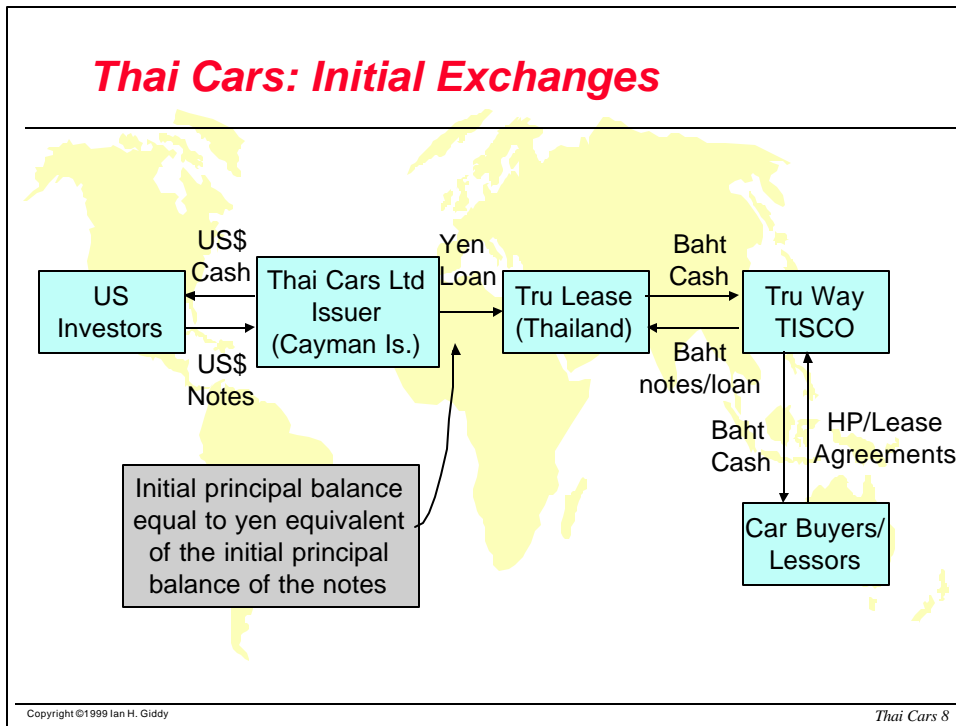 Thai Cars: Initial Exchanges
US$
Cash
Yen
Loan
Baht
Cash
US
Investors
Thai Cars Ltd
Issuer
(Cayman Is.)
Tru Lease
(Thailand)
Tru Way
TISCO
US$
Notes
Baht
notes/loan
Baht
Cash
HP/Lease
Agreements
Initial principal balance
equal to yen equivalent
of the initial principal
balance of the notes
Car Buyers/
Lessors
Copyright ©1999 Ian H. Giddy
Thai Cars 8